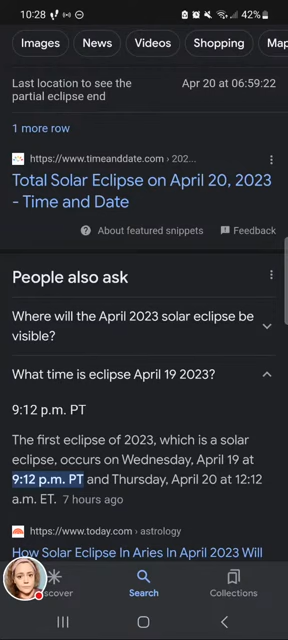 10:28
42%
Images
News
Videos
Shopping
Map
Last location to see the partial eclipse end
Apr 20 at 06:59:22
1 more row
https://www.timeanddate.com › 202...
Total Solar Eclipse on April 20, 2023
- Time and Date
About featured snippets
Feedback
People also ask
Where will the April 2023 solar eclipse be
visible?
What time is eclipse April 19 2023?
9:12 p.m. PT
The first eclipse of 2023, which is a solar
eclipse, occurs on Wednesday, April 19 at
9:12 p.m. PT and Thursday, April 20 at 12:12
a.m. ET. 7 hours ago
https://www.today.com › astrology
How Solar Eclipse In Aries In April 2023 Will
iscover
Search
Collections